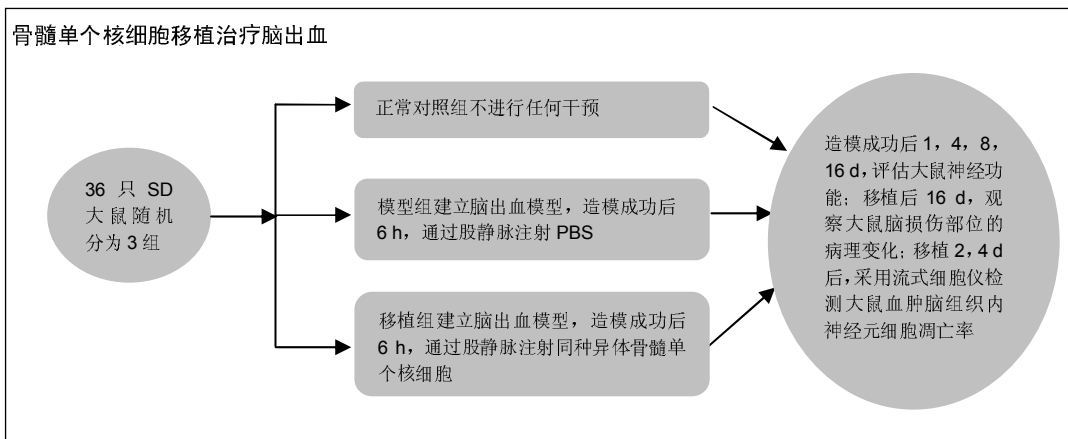 骨髓单个核细胞移植治疗脑出血
36 只 SD
大鼠随机
分为 3 组
正常对照组不进行任何干预
模型组建立脑出血模型，造模成功后
6 h，通过股静脉注射 PBS
移植组建立脑出血模型，造模成功后
6 h，通过股静脉注射同种异体骨髓单
个核细胞
造模成功后 1，4，8，
16 d，评估大鼠神经功
能；移植后 16 d，观
察大鼠脑损伤部位的
病理变化；移植 2，4 d
后，采用流式细胞仪检
测大鼠血肿脑组织内
神经元细胞凋亡率